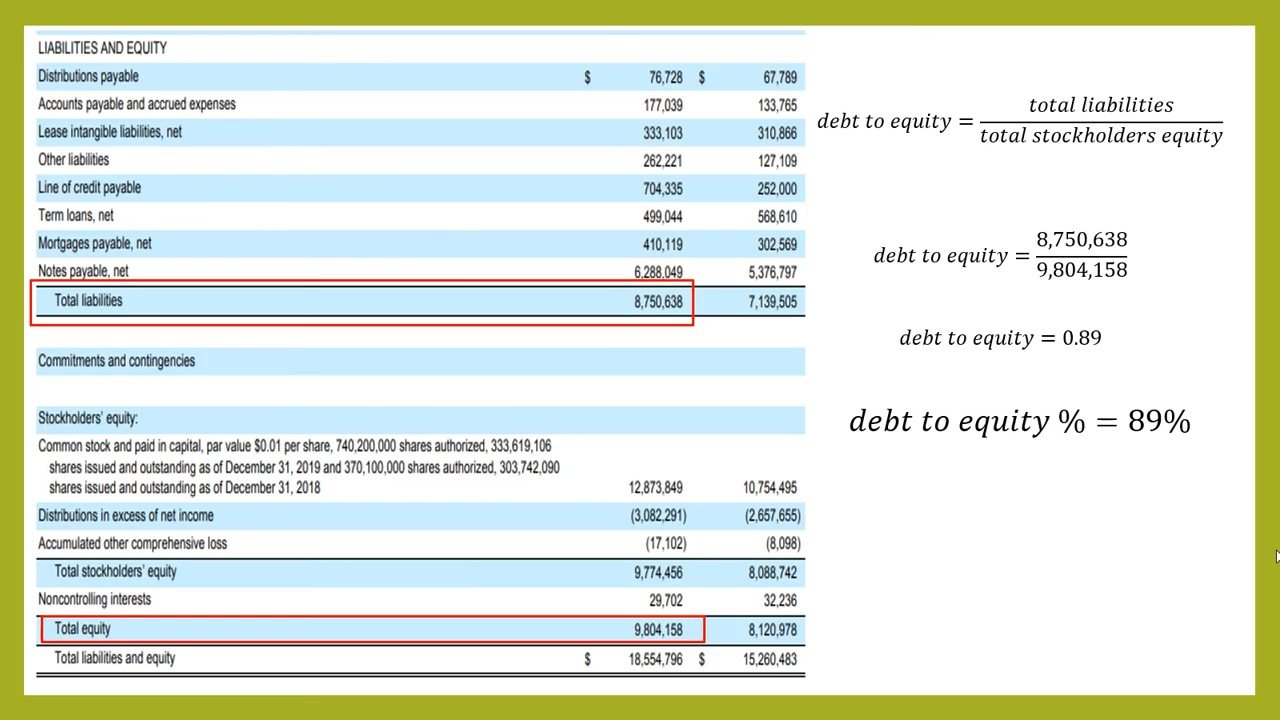 LIABILITIES AND EQUITY
Distributions payable $ 76,728 $ 67,789
Accounts payable and accrued expenses 177,039 133,765
Lease intangible liabilities, net 333,103 310,866
Other liabilities 262,221 127,109
Line of credit payable 704,335 252,000
Term loans, net 499,044 568,610
Mortgages payable, net 410,119 302,569
Notes payable, net 6,288,049 5,376,797
Total liabilities 8,750,638 7,139,505
Commitments and contingencies
Stockholders' equity:
Common stock and paid in capital, par value $0.01 per share, 740,200,000 shares authorized, 333,619,106
shares issued and outstanding as of December 31, 2019 and 370,100,000 shares authorized, 303,742,090
shares issued and outstanding as of December 31, 2018 12,873,849 10,754,495
Distributions in excess of net income (3,082,291) (2,657,655)
Accumulated other comprehensive loss (17,102) (8,098)
Total stockholders' equity 9,774,456 8,088,742
Noncontrolling interests 29,702 32,236
Total equity 9,804,158 8,120,978
Total liabilities and equity $ 18,554,796 $ 15,260,483
total liabilities
debt to equity =
total stockholders equity
8,750,638
debt to equity =
9,804,158
debt to equity = 0.89
debt to equity % = 89%